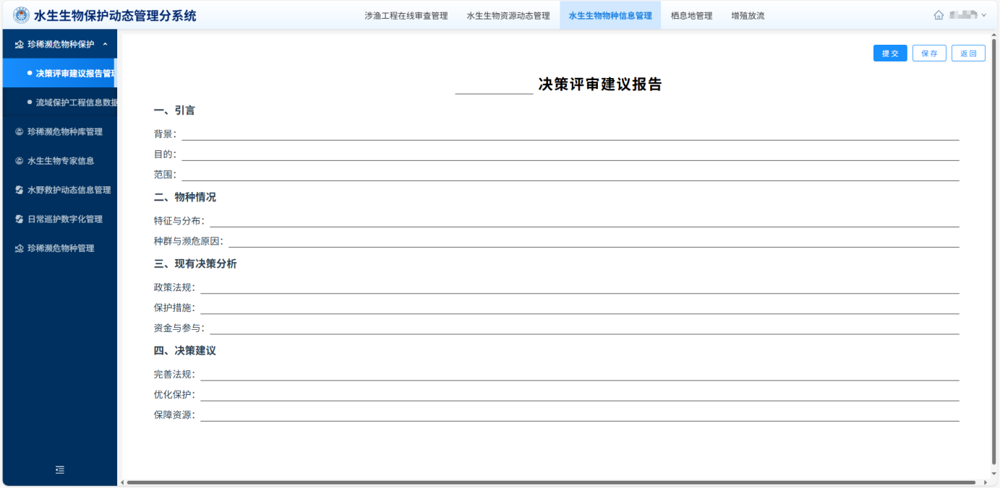 水生生物保护动态管理分系统
涉渔工程在线审查管理 水生生物资源动态管理 水生生物物种信息管理 栖息地管理 增殖放流
珍稀濒危物种保护
决策评审建议报告管理
流域保护工程信息数据
珍稀濒危物种库管理
水生生物专家信息
水野救护动态信息管理
日常巡护数字化管理
珍稀濒危物种管理
提交 保存 返回
决策评审建议报告
一、引言
背景：
目的：
范围：
二、物种情况
特征与分布：
种群与濒危原因：
三、现有决策分析
政策法规：
保护措施：
资金与参与：
四、决策建议
完善法规：
优化保护：
保障资源：